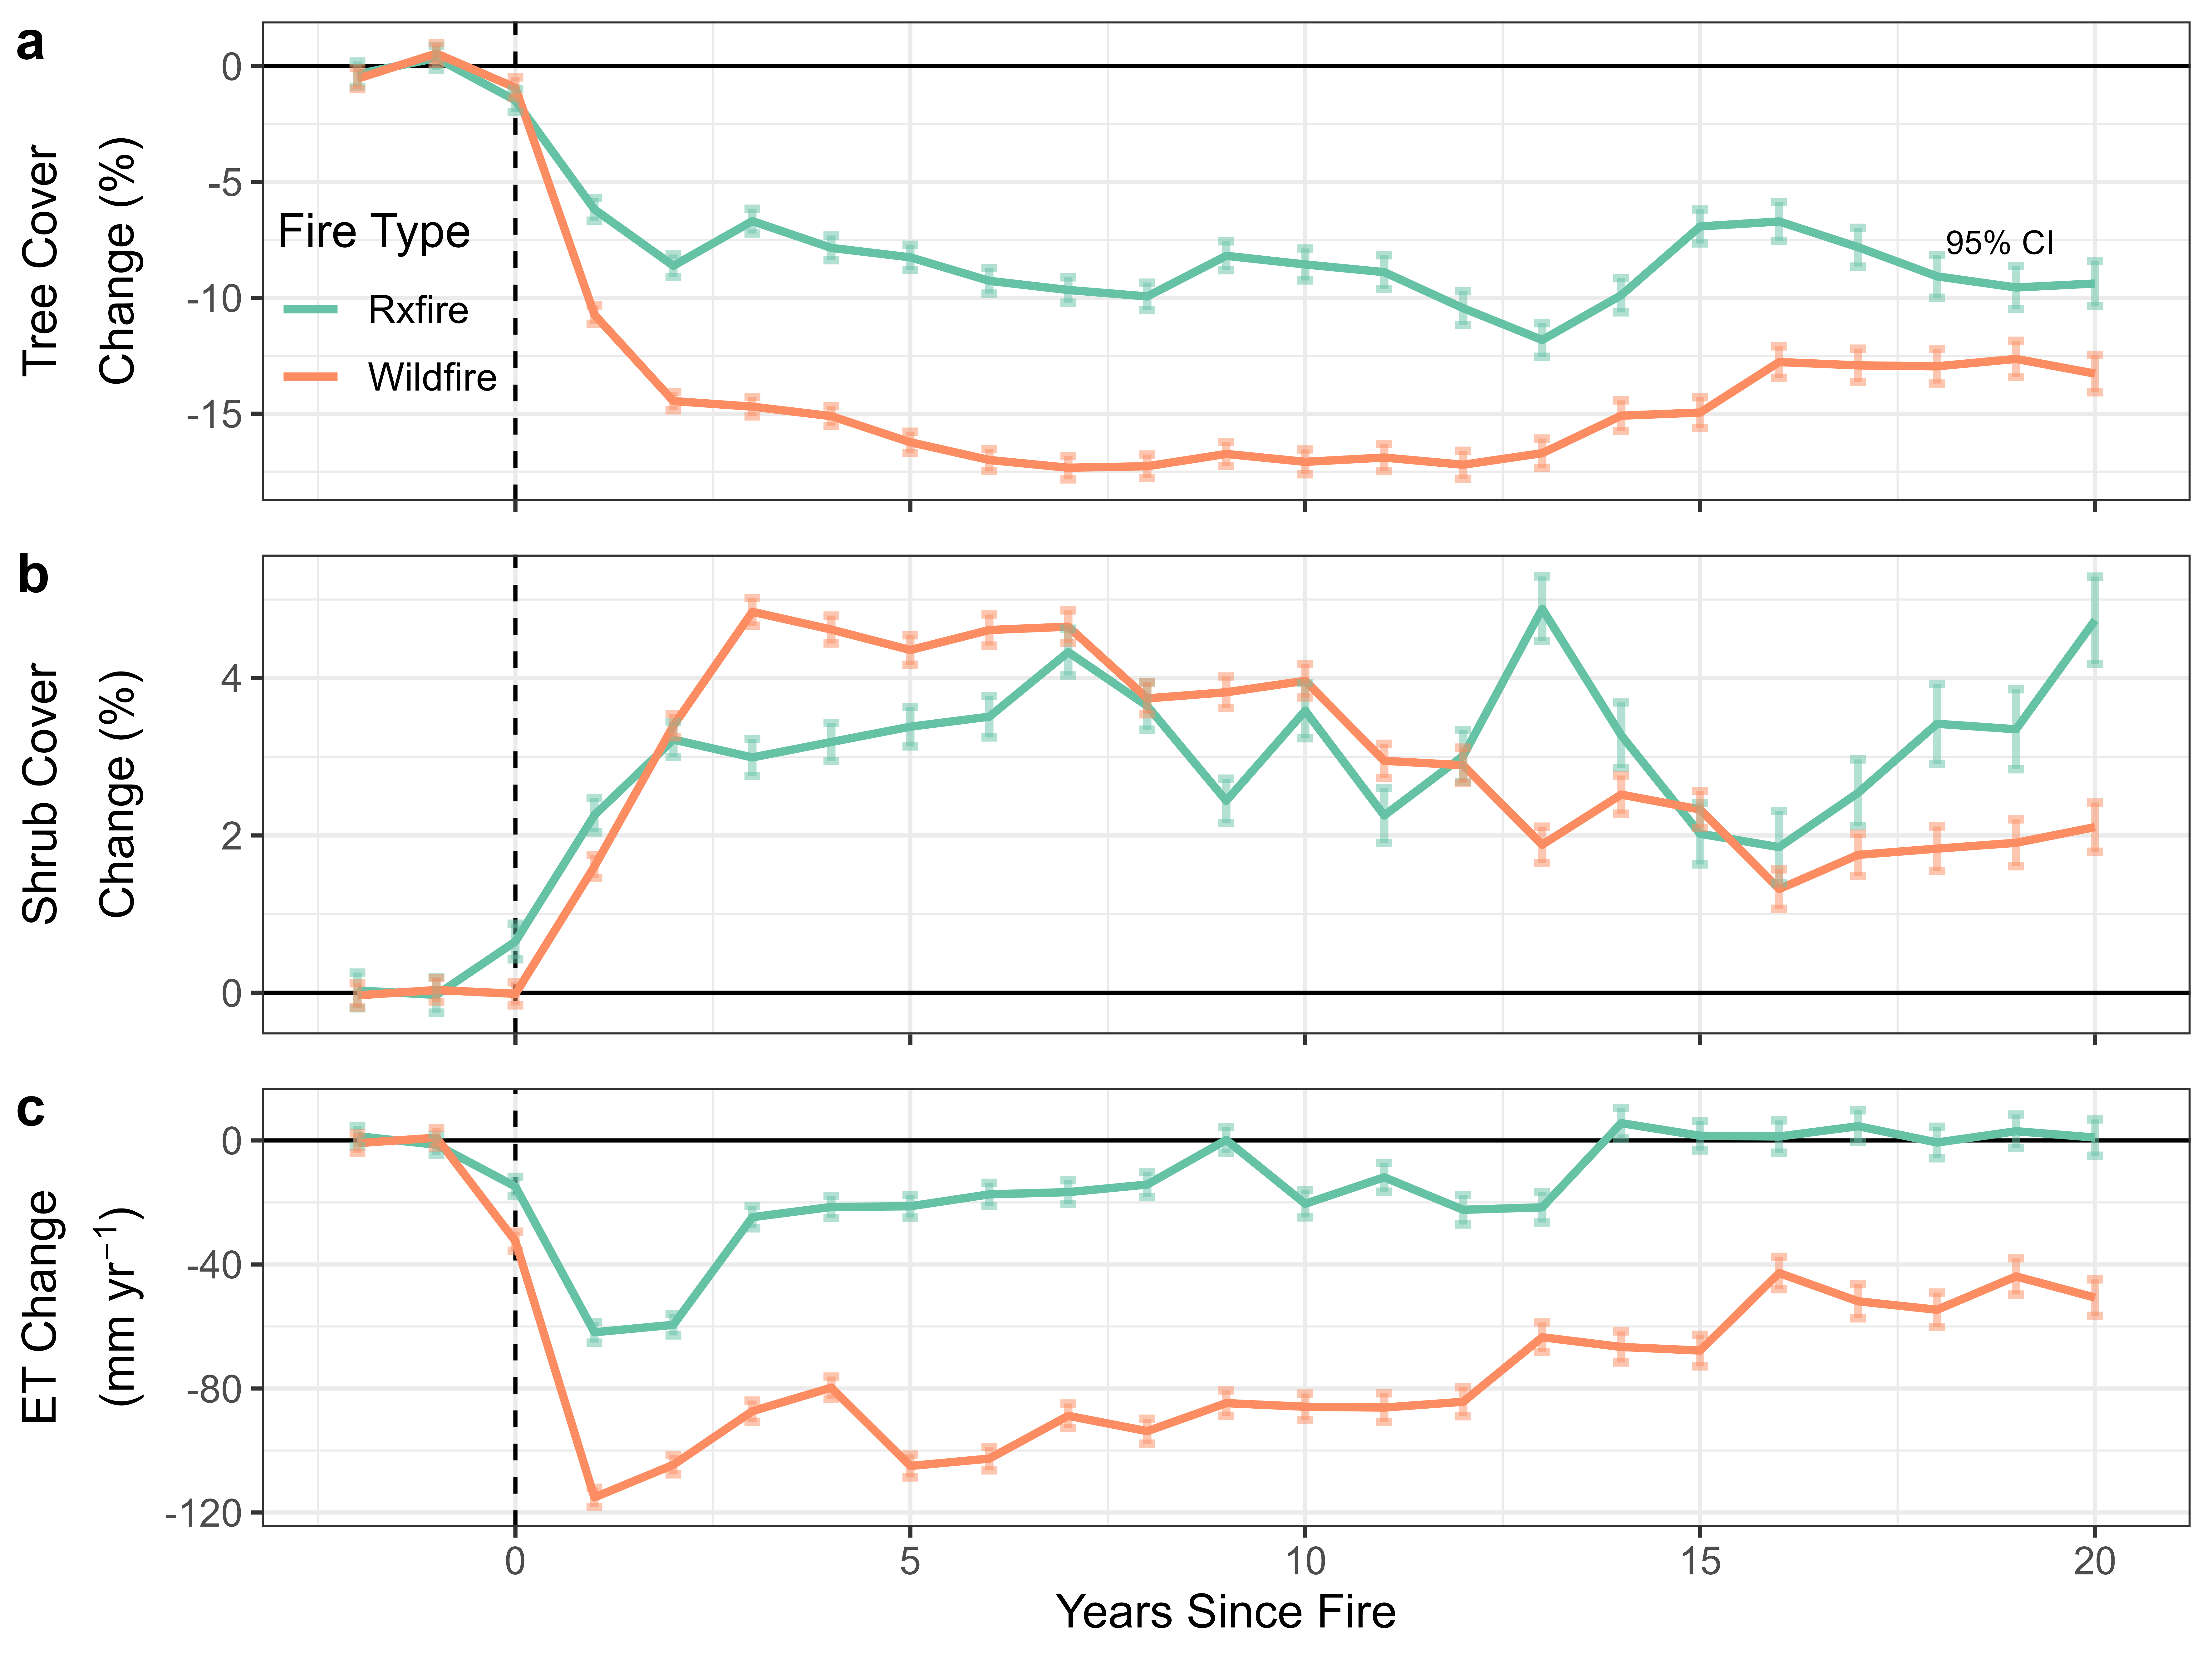 a
Tree Cover
Change (%)
0
-5
-10
-15
Fire Type
Rxfire
Wildfire
95% CI
b
Shrub Cover
Change (%)
4
2
0
c
ET Change
(mm yr⁻¹)
0
-40
-80
-120
0 5 10 15 20
Years Since Fire